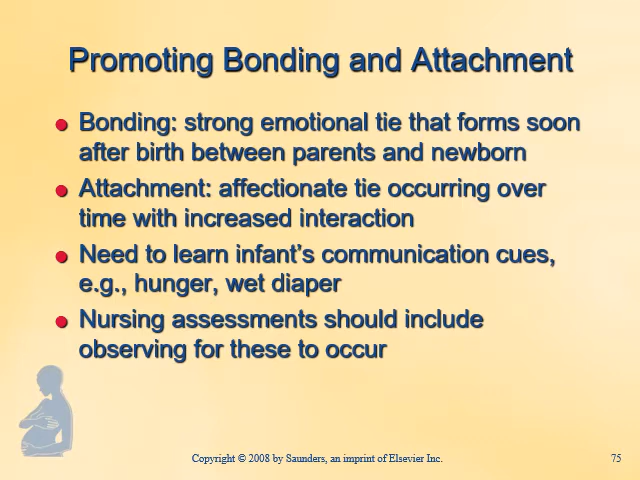 Promoting Bonding and Attachment
Bonding: strong emotional tie that forms soon
after birth between parents and newborn
Attachment: affectionate tie occurring over
time with increased interaction
Need to learn infant's communication cues,
e.g., hunger, wet diaper
Nursing assessments should include
observing for these to occur
Copyright © 2008 by Saunders, an imprint of Elsevier Inc.
75